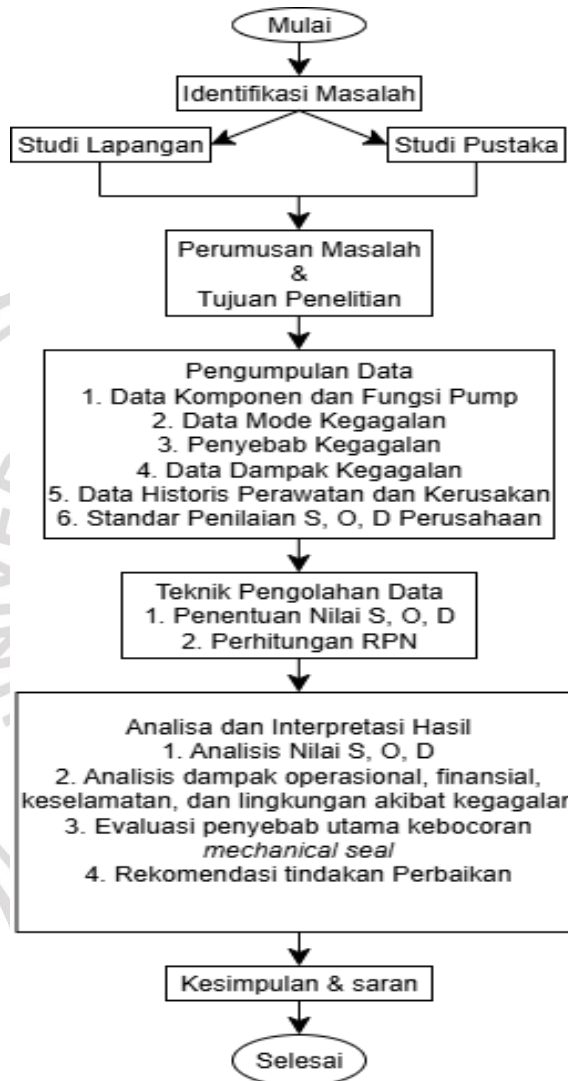 Mulai
Identifikasi Masalah
Studi Lapangan
Studi Pustaka
Perumusan Masalah
&
Tujuan Penelitian
Pengumpulan Data
1. Data Komponen dan Fungsi Pump
2. Data Mode Kegagalan
3. Penyebab Kegagalan
4. Data Dampak Kegagalan
5. Data Historis Perawatan dan Kerusakan
6. Standar Penilaian S, O, D Perusahaan
Teknik Pengolahan Data
1. Penentuan Nilai S, O, D
2. Perhitungan RPN
Analisa dan Interpretasi Hasil
1. Analisis Nilai S, O, D
2. Analisis dampak operasional, finansial,
keselamatan, dan lingkungan akibat kegagalan
3. Evaluasi penyebab utama kebocoran
mechanical seal
4. Rekomendasi tindakan Perbaikan
Kesimpulan & saran
Selesai